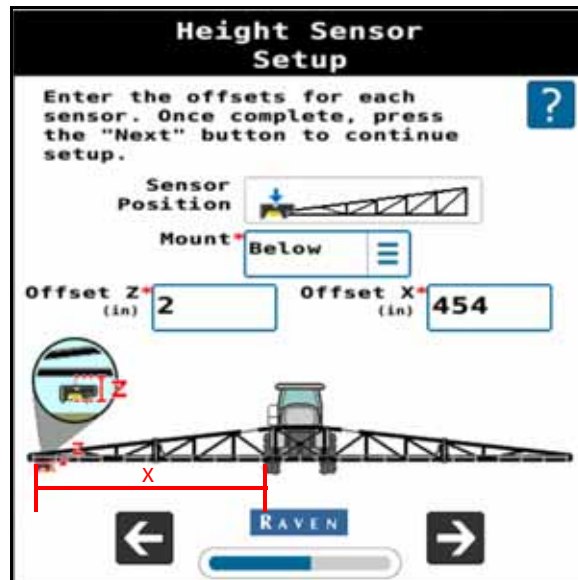 Height Sensor
Setup
Enter the offsets for each
sensor. Once complete, press
the "Next" button to continue
setup.
?
Sensor
Position
Mount*
Below
Offset Z*
(in)
2
Offset X*
(in)
454
Z
Z
X
RAVEN